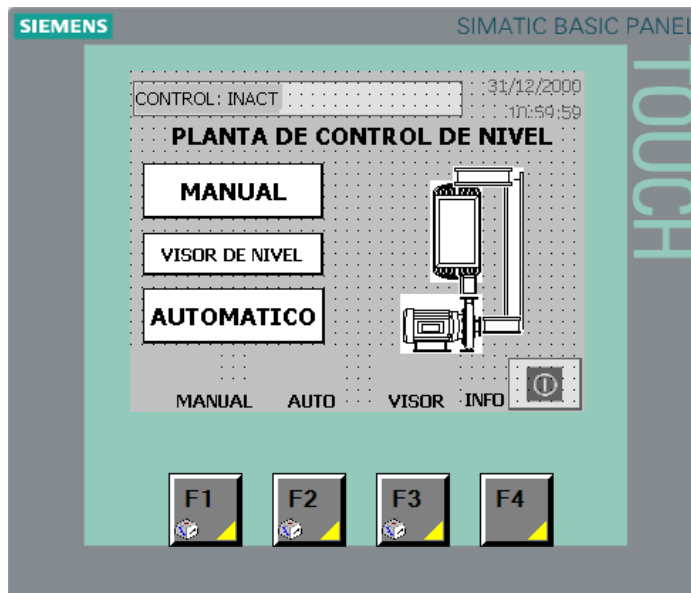 SIEMENS
SIMATIC BASIC PANEL
TOUCH
31/12/2000
CONTROL: INACT
10:59:59
PLANTA DE CONTROL DE NIVEL
MANUAL
VISOR DE NIVEL
AUTOMATICO
MANUAL AUTO VISOR INFO
F1 F2 F3 F4